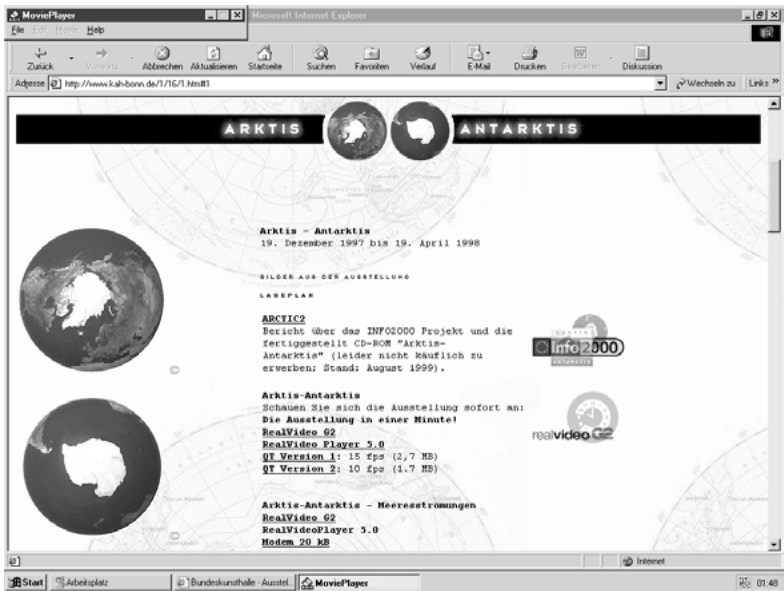 MoviePlayer
Microsoft Internet Explorer
File Edit Movie Help
Zurück Vorwärts Abbrechen Aktualisieren Startseite Suchen Favoriten Verlauf E-Mail Drucken Bearbeiten Diskussion
Adresse http://www.kah-bonn.de/1/16/1.htm#1 Wechseln zu Links »
ARKTIS ANTARKTIS
Arktis - Antarktis
19. Dezember 1997 bis 19. April 1998
BILDER AUS DER AUSSTELLUNG
LAGEPLAN
ARCTIC2
Bericht über das INFO2000 Projekt und die
fertiggestellt CD-ROM "Arktis-
Antarktis" (leider nicht käuflich zu
erwerben; Stand: August 1999).
info2000
©
Arktis-Antarktis
Schauen Sie sich die Ausstellung sofort an:
Die Ausstellung in einer Minute!
RealVideo G2
RealVideo Player 5.0
QT Version 1: 15 fps (2,7 MB)
QT Version 2: 10 fps (1.7 MB)
realvideo G2
Arktis-Antarktis - Meeresströmungen
RealVideo G2
RealVideoPlayer 5.0
Modem 20 kB
©
Internet
Start Arbeitsplatz Bundeskunsthalle - Ausstel... MoviePlayer 01:48